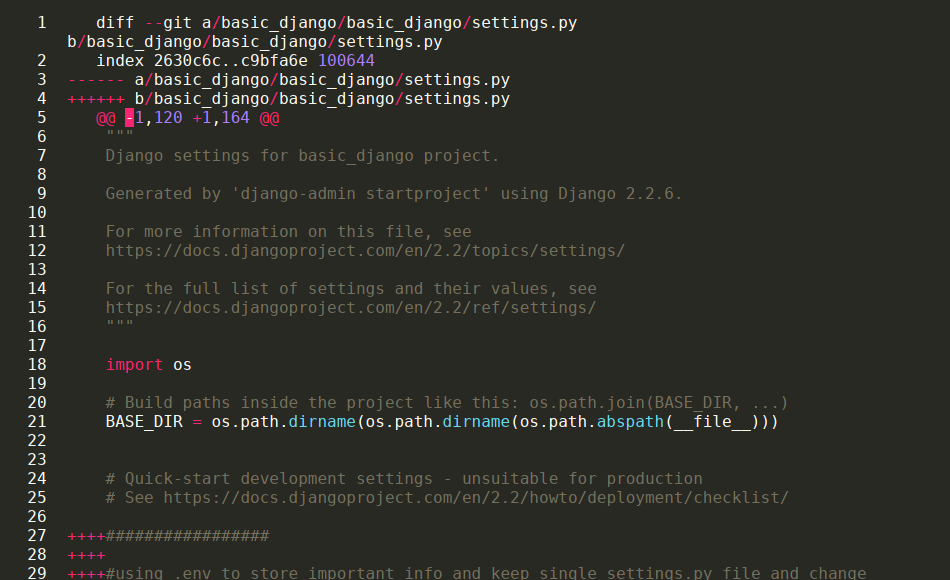 1 diff --git a/basic_django/basic_django/settings.py
b/basic_django/basic_django/settings.py
2 index 2630c6c..c9bfa6e 100644
3 ------ a/basic_django/basic_django/settings.py
4 ++++++ b/basic_django/basic_django/settings.py
5 @@ -1,120 +1,164 @@
6 """
7 Django settings for basic_django project.
8
9 Generated by 'django-admin startproject' using Django 2.2.6.
10
11 For more information on this file, see
12 https://docs.djangoproject.com/en/2.2/topics/settings/
13
14 For the full list of settings and their values, see
15 https://docs.djangoproject.com/en/2.2/ref/settings/
16 """
17
18 import os
19
20 # Build paths inside the project like this: os.path.join(BASE_DIR, ...)
21 BASE_DIR = os.path.dirname(os.path.dirname(os.path.abspath(__file__)))
22
23
24 # Quick-start development settings - unsuitable for production
25 # See https://docs.djangoproject.com/en/2.2/howto/deployment/checklist/
26
27 ++++#################
28 ++++
29 ++++#using .env to store important info and keep single settings.py file and change